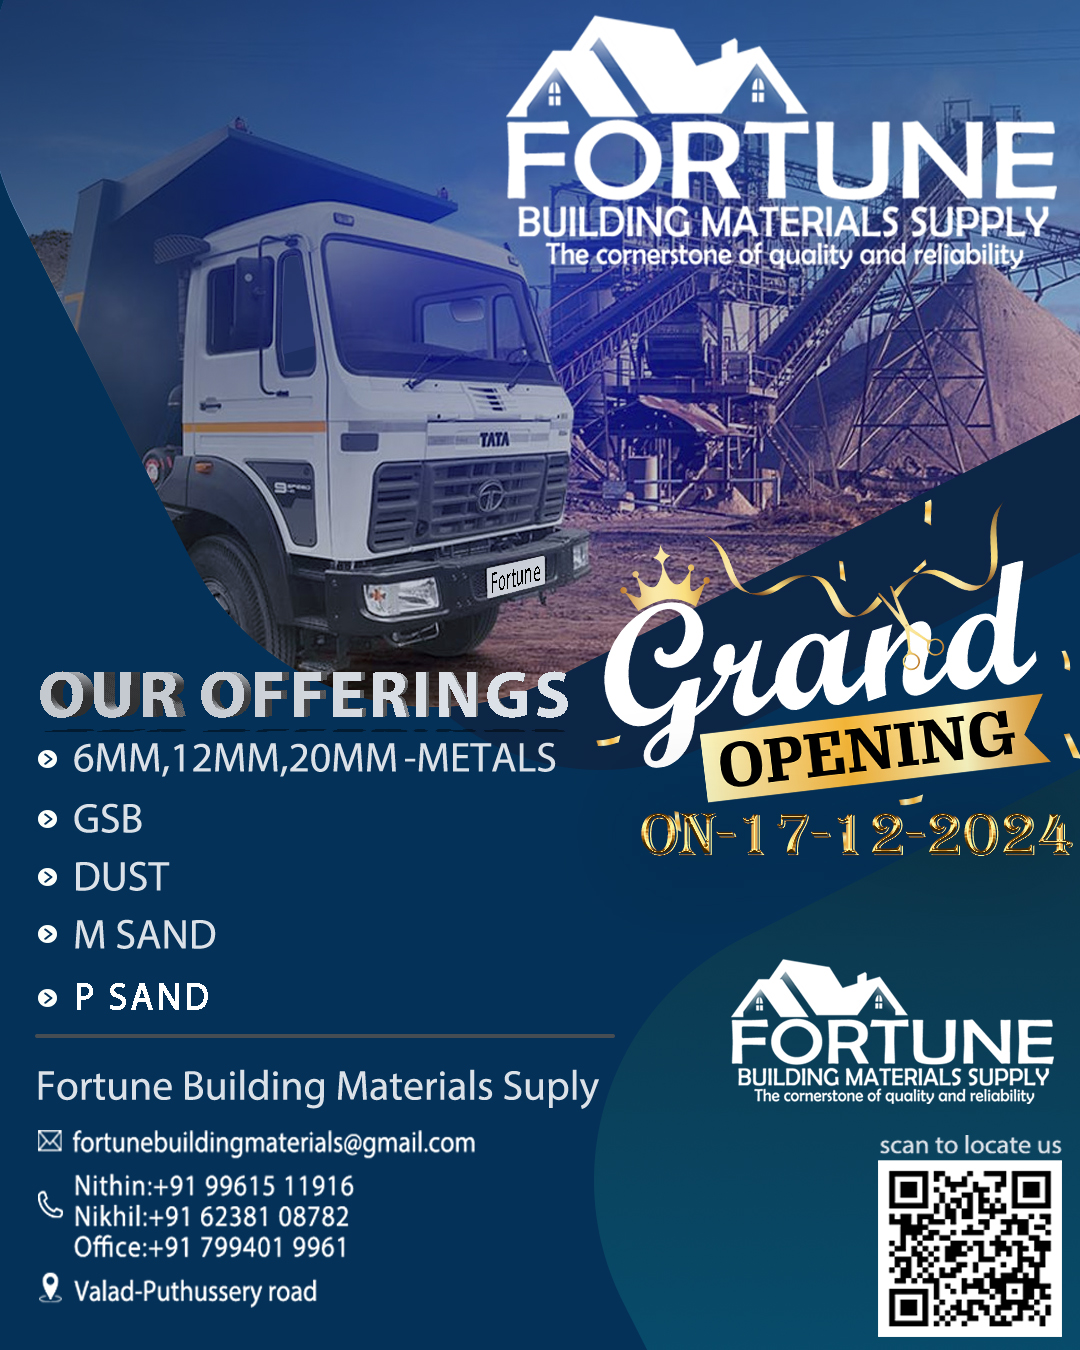 FORTUNE
BUILDING MATERIALS SUPPLY
The cornerstone of quality and reliability
TATA
9 SPEED
Fortune
Grand
OPENING
ON-17-12-2024
OUR OFFERINGS
6MM,12MM,20MM-METALS
GSB
DUST
M SAND
P SAND
Fortune Building Materials Suply
fortunebuildingmaterials@gmail.com
Nithin:+91 99615 11916
Nikhil:+91 62381 08782
Office:+91 799401 9961
Valad-Puthussery road
FORTUNE
BUILDING MATERIALS SUPPLY
The cornerstone of quality and reliability
scan to locate us